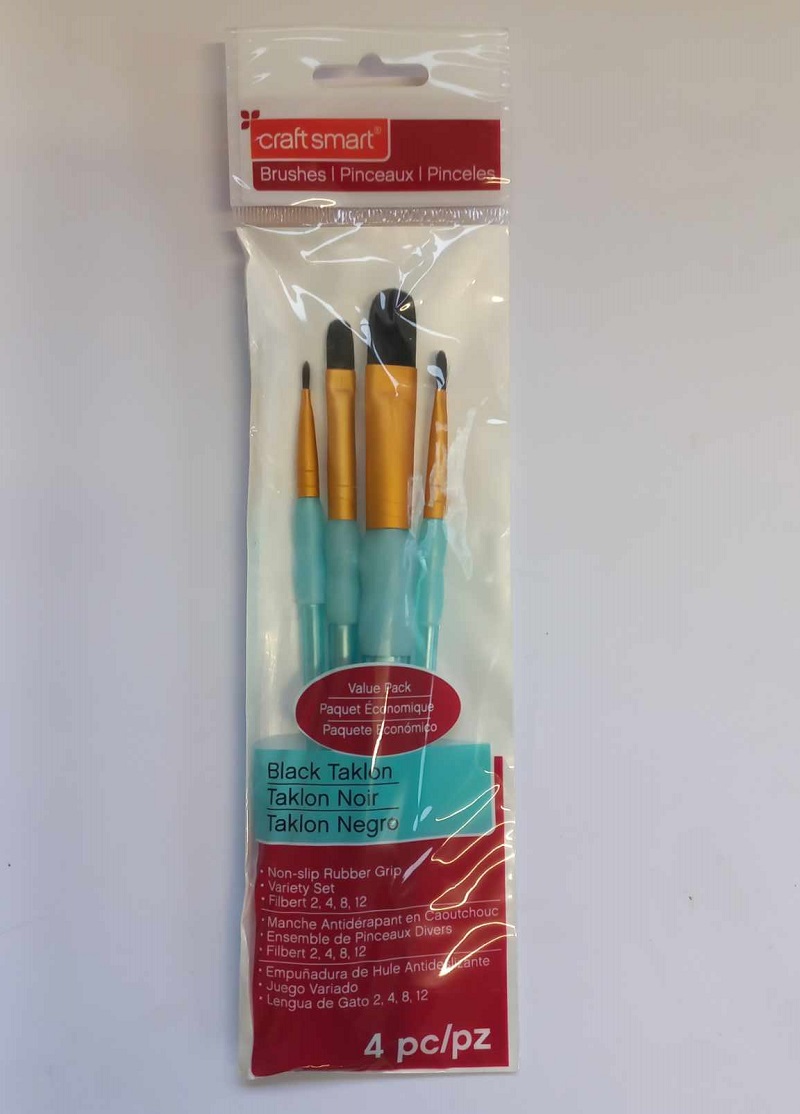 craft smart®
Brushes | Pinceaux | Pinceles
Value Pack
Paquet Économique
Paquete Económico
Black Taklon
Taklon Noir
Taklon Negro
• Non-slip Rubber Grip
• Variety Set
• Filbert 2, 4, 8, 12
• Manche Antidérapant en Caoutchouc
• Ensemble de Pinceaux Divers
• Filbert 2, 4, 8, 12
• Empuñadura de Hule Antideslizante
• Juego Variado
• Lengua de Gato 2, 4, 8, 12
4 pc/pz